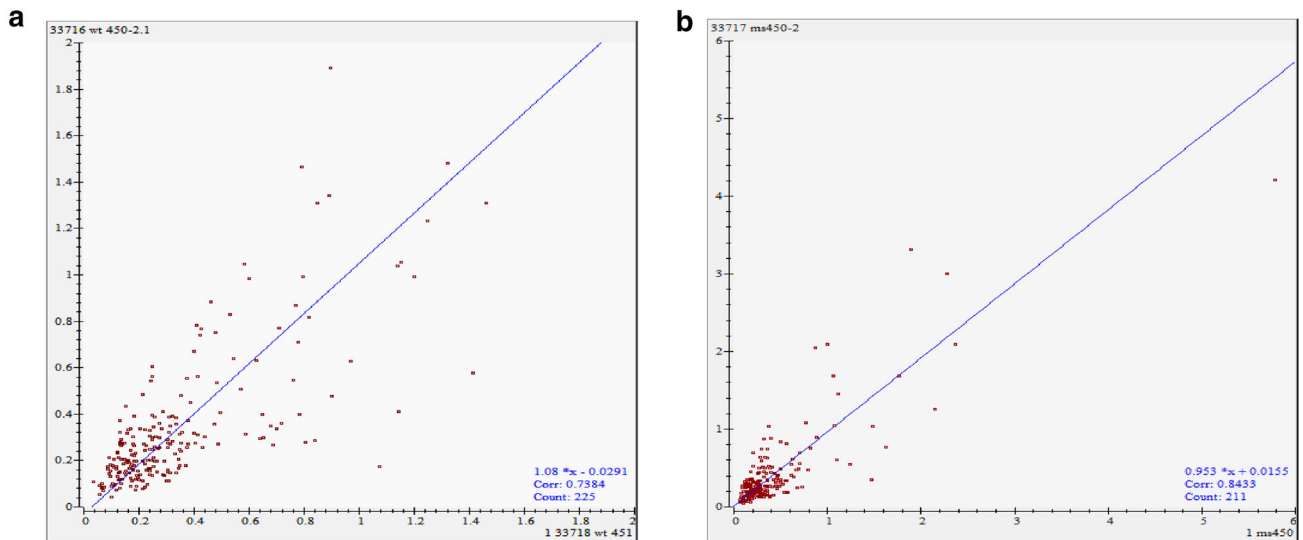 a
33716 wt 450-2.1
2
1.8
1.6
1.4
1.2
1
0.8
0.6
0.4
0.2
0
0 0.2 0.4 0.6 0.8 1 1.2 1.4 1.6 1.8 2
1.08 *x - 0.0291
Corr: 0.7384
Count: 225
1 33718 wt 451
b
33717 ms450-2
6
5
4
3
2
1
0
0 1 2 3 4 5 6
0.953 *x + 0.0155
Corr: 0.8433
Count: 211
1 ms450